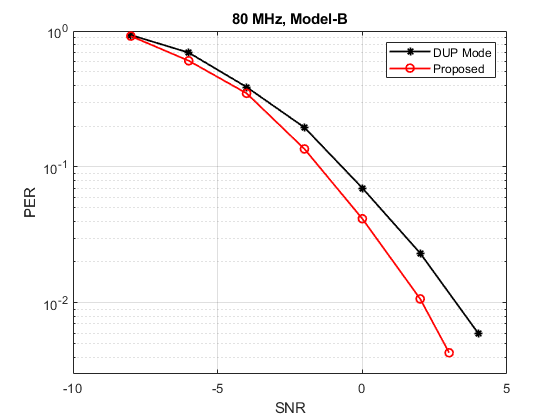 80 MHz, Model-B
10^0
10^-1
10^-2
PER
-10
-5
0
5
SNR
DUP Mode
Proposed